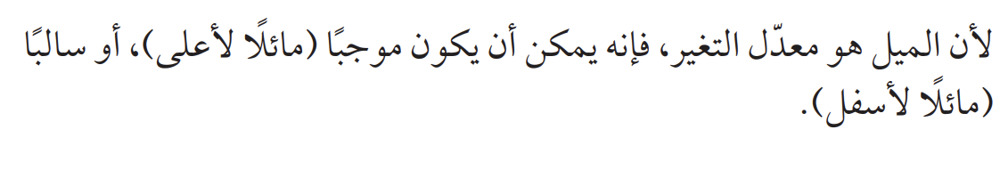 لأن الميل هو معدّل التغير، فإنه يمكن أن يكون موجبًا (مائلًا لأعلى)، أو سالبًا
(مائلًا لأسفل).